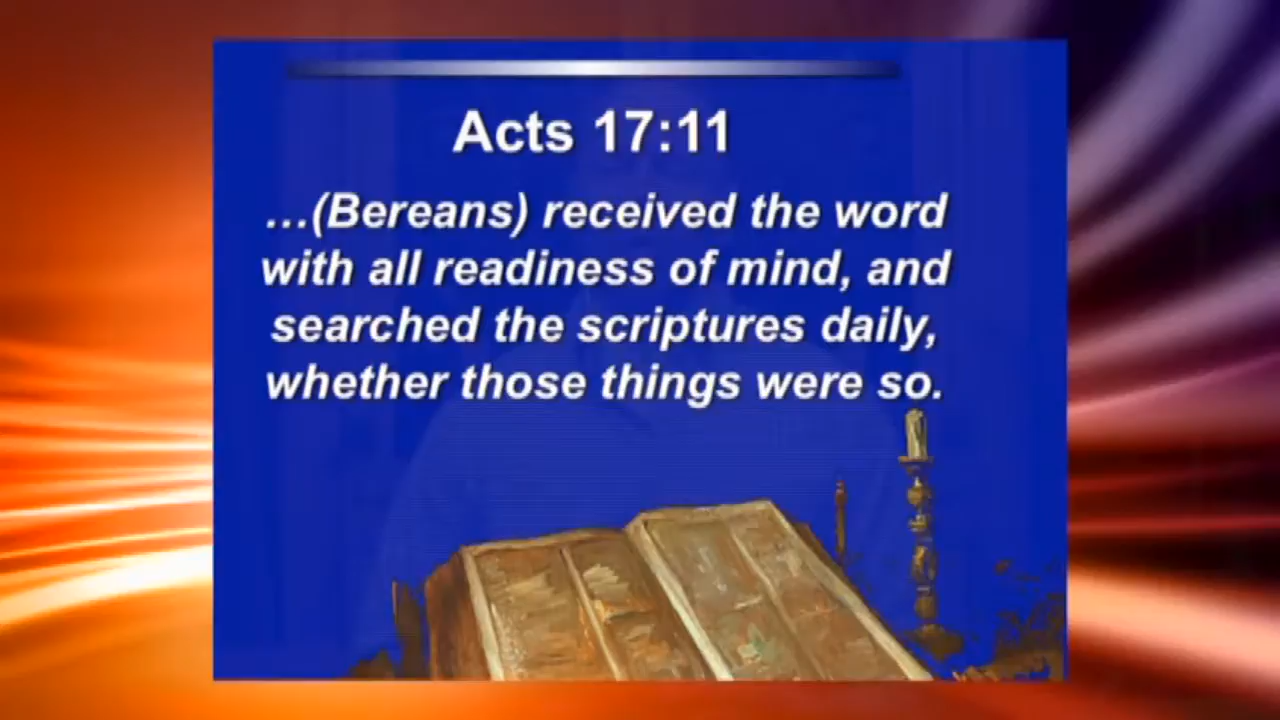 Acts 17:11
...(Bereans) received the word
with all readiness of mind, and
searched the scriptures daily,
whether those things were so.